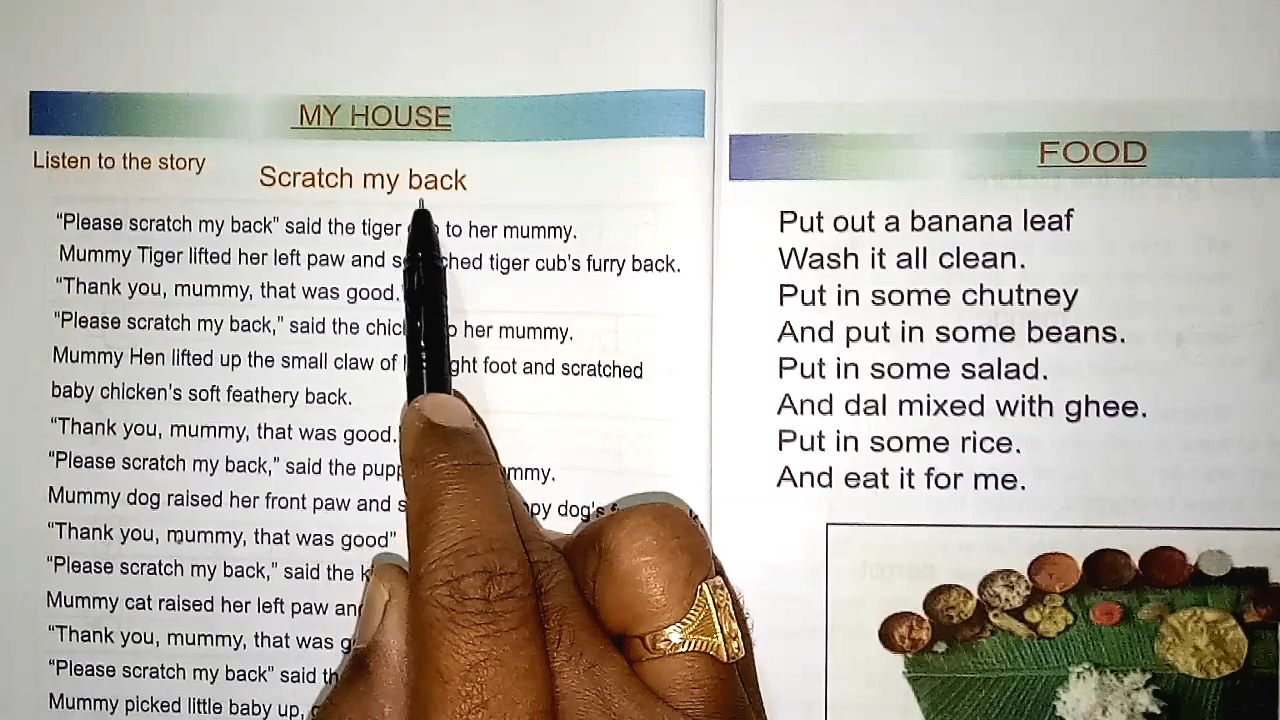 MY HOUSE
Listen to the story
Scratch my back
“Please scratch my back” said the tiger to her mummy.
Mummy Tiger lifted her left paw and tiger cub's furry back.
“Thank you, mummy, that was good.
“Please scratch my back,” said the her mummy.
Mummy Hen lifted up the small claw of foot and scratched
baby chicken's soft feathery back.
“Thank you, mummy, that was good.
“Please scratch my back,” said the
Mummy dog raised her front paw and dog's
“Thank you, mummy, that was good”
“Please scratch my back,” said the
Mummy cat raised her left paw
“Thank you, mummy, that was
“Please scratch my back” said
Mummy picked little baby up,
FOOD
Put out a banana leaf
Wash it all clean.
Put in some chutney
And put in some beans.
Put in some salad.
And dal mixed with ghee.
Put in some rice.
And eat it for me.